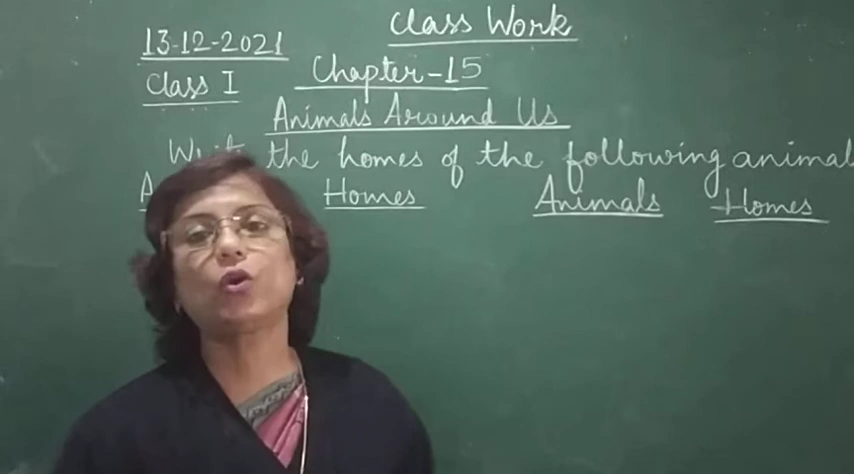 Class Work
13-12-2021
Class I Chapter-15
Animals Around Us
the homes of the following animal
Homes Animals Homes